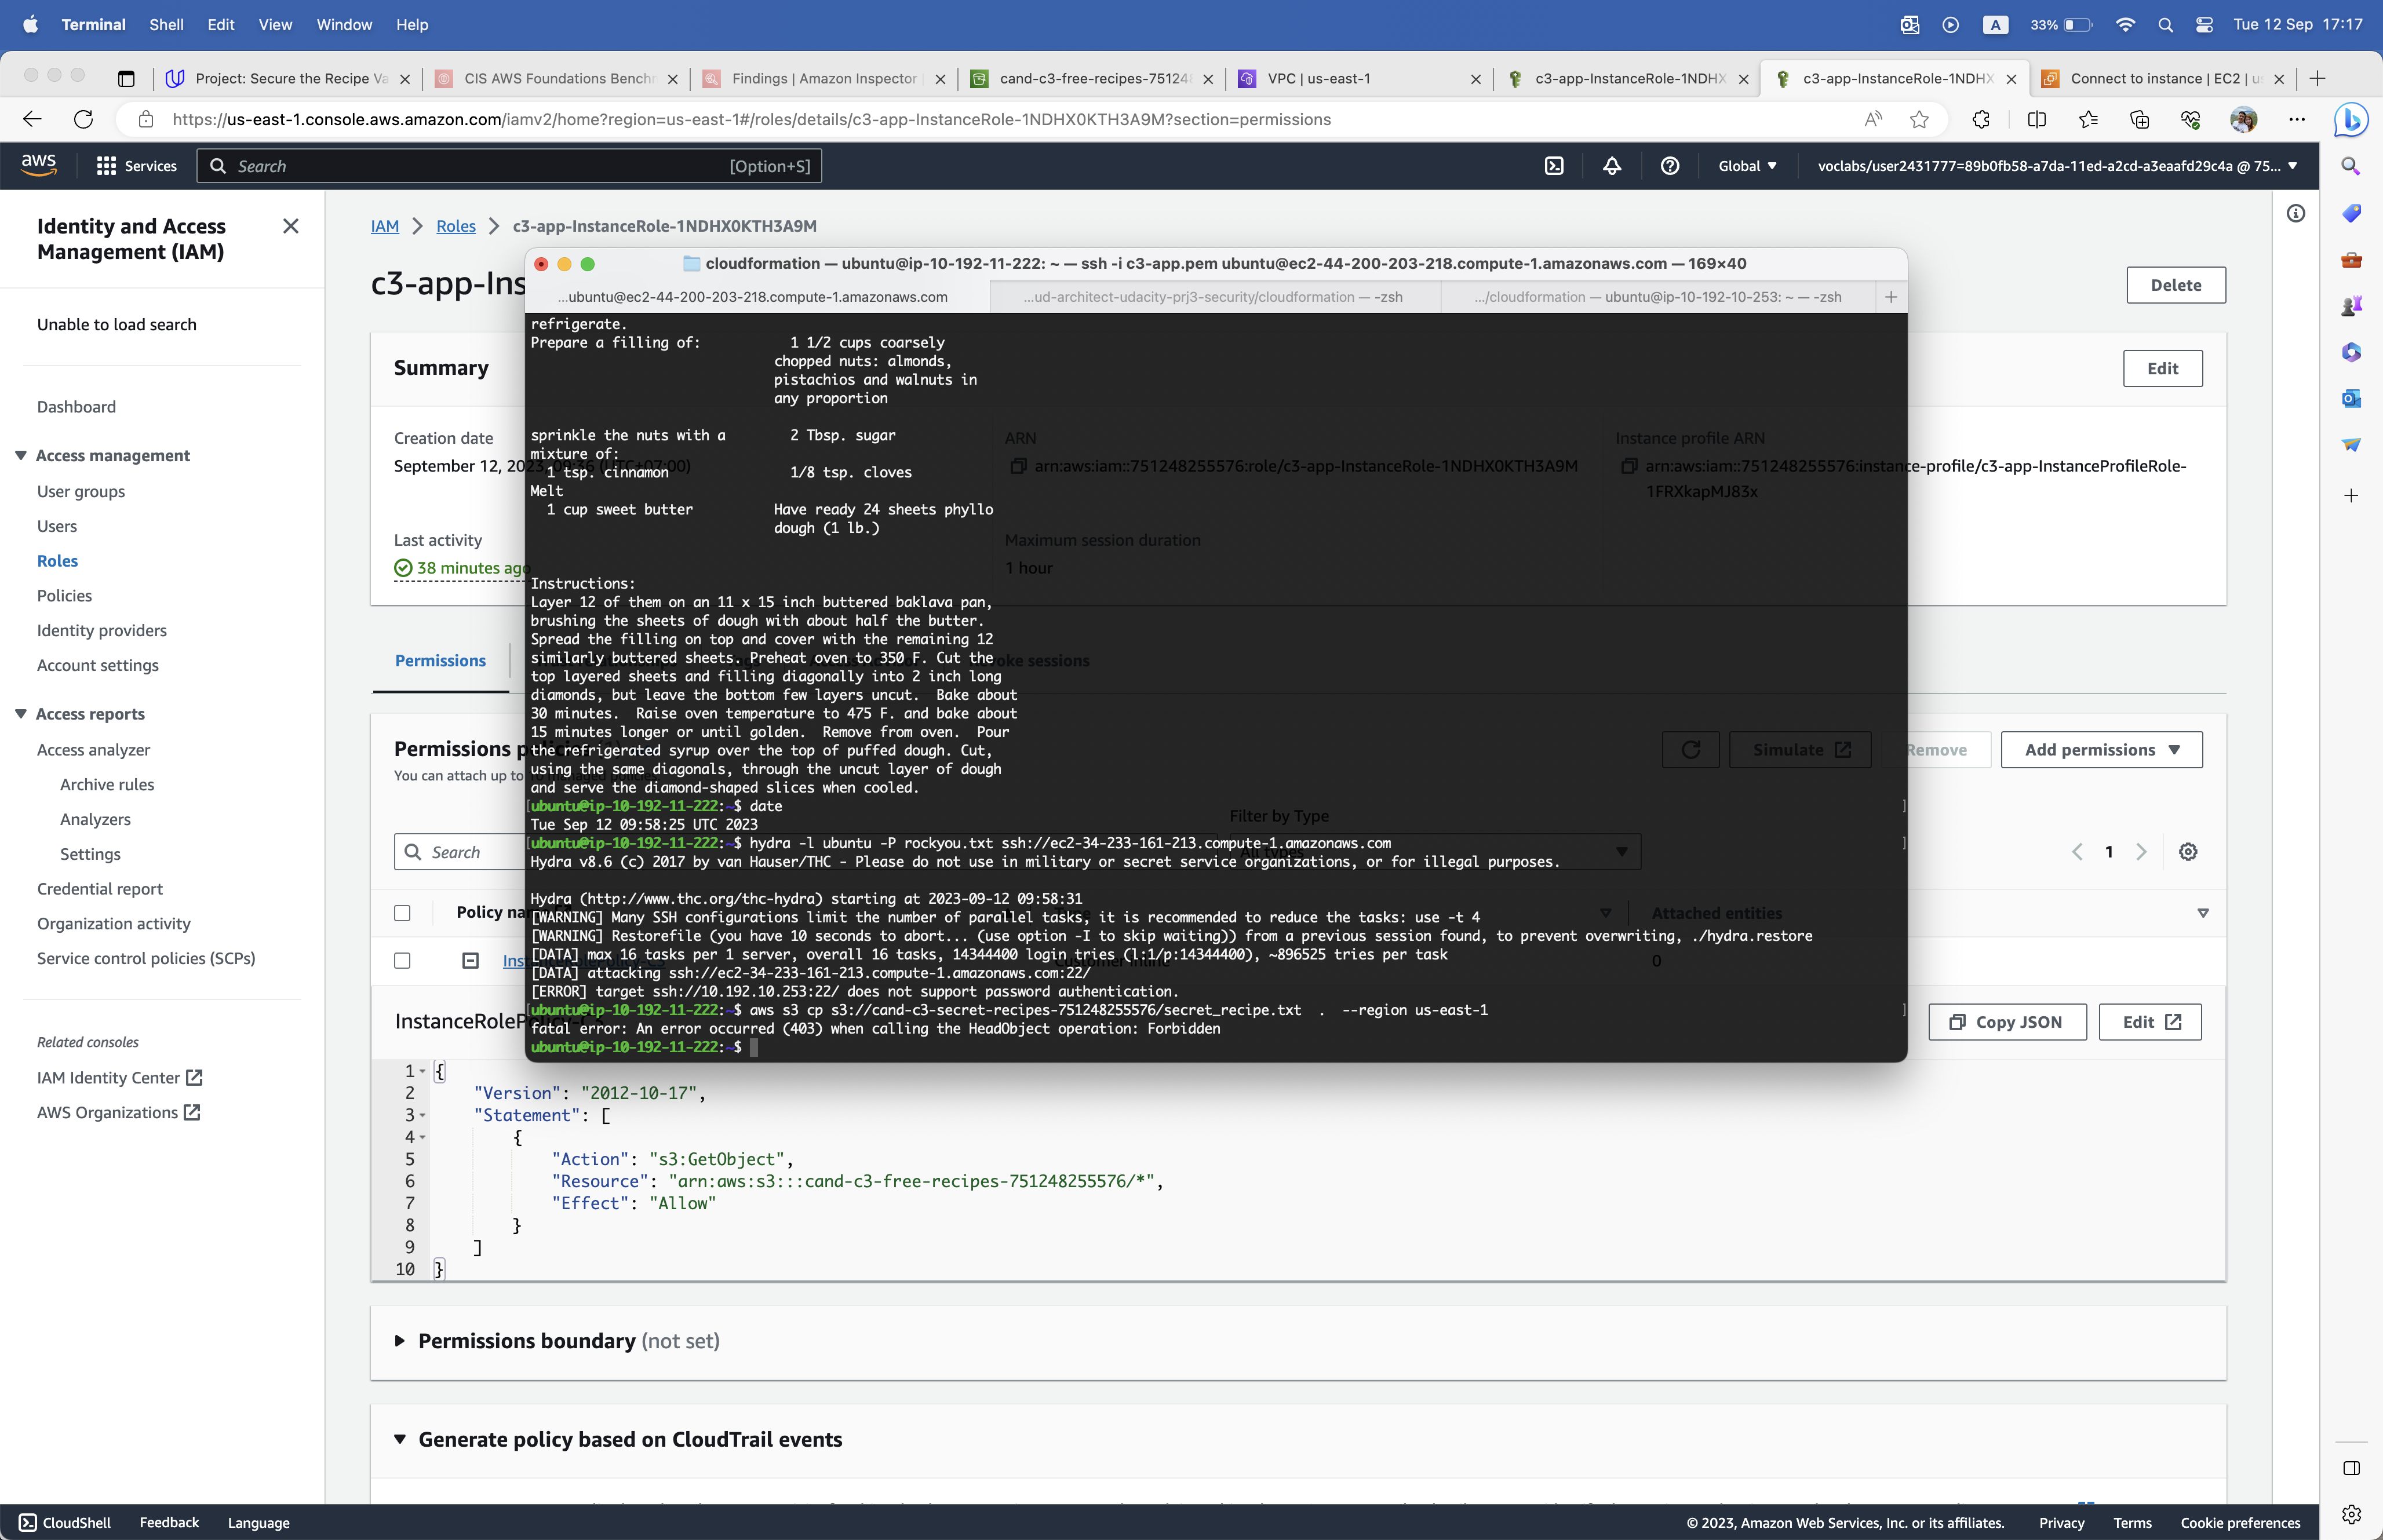 Terminal Shell Edit View Window Help
A 33% Tue 12 Sep 17:17
Project: Secure the Recipe Va
CIS AWS Foundations Benchm
Findings | Amazon Inspector
cand-c3-free-recipes-751248
VPC | us-east-1
c3-app-InstanceRole-1NDHX
c3-app-InstanceRole-1NDHX
Connect to instance | EC2 | us
https://us-east-1.console.aws.amazon.com/iamv2/home?region=us-east-1#/roles/details/c3-app-InstanceRole-1NDHX0KTH3A9M?section=permissions
aws Services Search [Option+S] Global voclabs/user2431777=89b0fb58-a7da-11ed-a2cd-a3eaafd29c4a @ 75...
Identity and Access
Management (IAM)
Unable to load search
Dashboard
Access management
User groups
Users
Roles
Policies
Identity providers
Account settings
Access reports
Access analyzer
Archive rules
Analyzers
Settings
Credential report
Organization activity
Service control policies (SCPs)
Related consoles
IAM Identity Center
AWS Organizations
IAM Roles c3-app-InstanceRole-1NDHX0KTH3A9M
c3-app-Ins
Delete
Summary
Edit
Creation date
September 12, 2023, 09:36 (UTC+07:00)
ARN
arn:aws:iam::751248255576:role/c3-app-InstanceRole-1NDHX0KTH3A9M
Instance profile ARN
arn:aws:iam::751248255576:instance-profile/c3-app-InstanceProfileRole-
1FRXkapMJ83x
Last activity
38 minutes ago
Maximum session duration
1 hour
Permissions
Revoke sessions
Permissions policies
You can attach up to
Simulate Remove Add permissions
Filter by Type
Search
All types
1
Policy name
Attached entities
Customer inline
0
InstanceRolePolicy-C3
Copy JSON Edit
cloudformation — ubuntu@ip-10-192-11-222: ~ — ssh -i c3-app.pem ubuntu@ec2-44-200-203-218.compute-1.amazonaws.com — 169×40
...ubuntu@ec2-44-200-203-218.compute-1.amazonaws.com
...ud-architect-udacity-prj3-security/cloudformation — -zsh
.../cloudformation — ubuntu@ip-10-192-10-253: ~ — -zsh
refrigerate.
Prepare a filling of: 1 1/2 cups coarsely
chopped nuts: almonds,
pistachios and walnuts in
any proportion
sprinkle the nuts with a 2 Tbsp. sugar
mixture of:
1 tsp. cinnamon 1/8 tsp. cloves
Melt
1 cup sweet butter Have ready 24 sheets phyllo
dough (1 lb.)
Instructions:
Layer 12 of them on an 11 x 15 inch buttered baklava pan,
brushing the sheets of dough with about half the butter.
Spread the filling on top and cover with the remaining 12
similarly buttered sheets. Preheat oven to 350 F. Cut the
top layered sheets and filling diagonally into 2 inch long
diamonds, but leave the bottom few layers uncut. Bake about
30 minutes. Raise oven temperature to 475 F. and bake about
15 minutes longer or until golden. Remove from oven. Pour
the refrigerated syrup over the top of puffed dough. Cut,
using the same diagonals, through the uncut layer of dough
and serve the diamond-shaped slices when cooled.
[ubuntu@ip-10-192-11-222:~$ date ]
Tue Sep 12 09:58:25 UTC 2023
[ubuntu@ip-10-192-11-222:~$ hydra -l ubuntu -P rockyou.txt ssh://ec2-34-233-161-213.compute-1.amazonaws.com ]
Hydra v8.6 (c) 2017 by van Hauser/THC - Please do not use in military or secret service organizations, or for illegal purposes.
Hydra (http://www.thc.org/thc-hydra) starting at 2023-09-12 09:58:31
[WARNING] Many SSH configurations limit the number of parallel tasks, it is recommended to reduce the tasks: use -t 4
[WARNING] Restorefile (you have 10 seconds to abort... (use option -I to skip waiting)) from a previous session found, to prevent overwriting, ./hydra.restore
[DATA] max 16 tasks per 1 server, overall 16 tasks, 14344400 login tries (l:1/p:14344400), ~896525 tries per task
[DATA] attacking ssh://ec2-34-233-161-213.compute-1.amazonaws.com:22/
[ERROR] target ssh://10.192.10.253:22/ does not support password authentication.
[ubuntu@ip-10-192-11-222:~$ aws s3 cp s3://cand-c3-secret-recipes-751248255576/secret_recipe.txt . --region us-east-1 ]
fatal error: An error occurred (403) when calling the HeadObject operation: Forbidden
ubuntu@ip-10-192-11-222:~$
1 {
2 "Version": "2012-10-17",
3 "Statement": [
4 {
5 "Action": "s3:GetObject",
6 "Resource": "arn:aws:s3:::cand-c3-free-recipes-751248255576/*",
7 "Effect": "Allow"
8 }
9 ]
10 }
Permissions boundary (not set)
Generate policy based on CloudTrail events
CloudShell Feedback Language
© 2023, Amazon Web Services, Inc. or its affiliates. Privacy Terms Cookie preferences